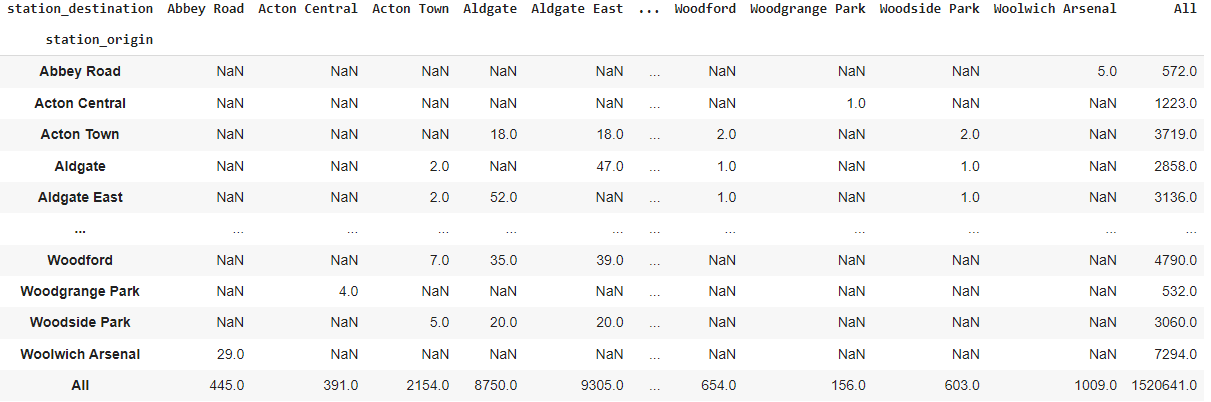 station_destination Abbey Road Acton Central Acton Town Aldgate Aldgate East ... Woodford Woodgrange Park Woodside Park Woolwich Arsenal All
station_origin
Abbey Road NaN NaN NaN NaN NaN ... NaN NaN NaN 5.0 572.0
Acton Central NaN NaN NaN NaN NaN ... NaN 1.0 NaN NaN 1223.0
Acton Town NaN NaN NaN 18.0 18.0 ... 2.0 NaN 2.0 NaN 3719.0
Aldgate NaN NaN 2.0 NaN 47.0 ... 1.0 NaN 1.0 NaN 2858.0
Aldgate East NaN NaN 2.0 52.0 NaN ... 1.0 NaN 1.0 NaN 3136.0
... ... ... ... ... ... ... ... ... ... ... ...
Woodford NaN NaN 7.0 35.0 39.0 ... NaN NaN NaN NaN 4790.0
Woodgrange Park NaN 4.0 NaN NaN NaN ... NaN NaN NaN NaN 532.0
Woodside Park NaN NaN 5.0 20.0 20.0 ... NaN NaN NaN NaN 3060.0
Woolwich Arsenal 29.0 NaN NaN NaN NaN ... NaN NaN NaN NaN 7294.0
All 445.0 391.0 2154.0 8750.0 9305.0 ... 654.0 156.0 603.0 1009.0 1520641.0